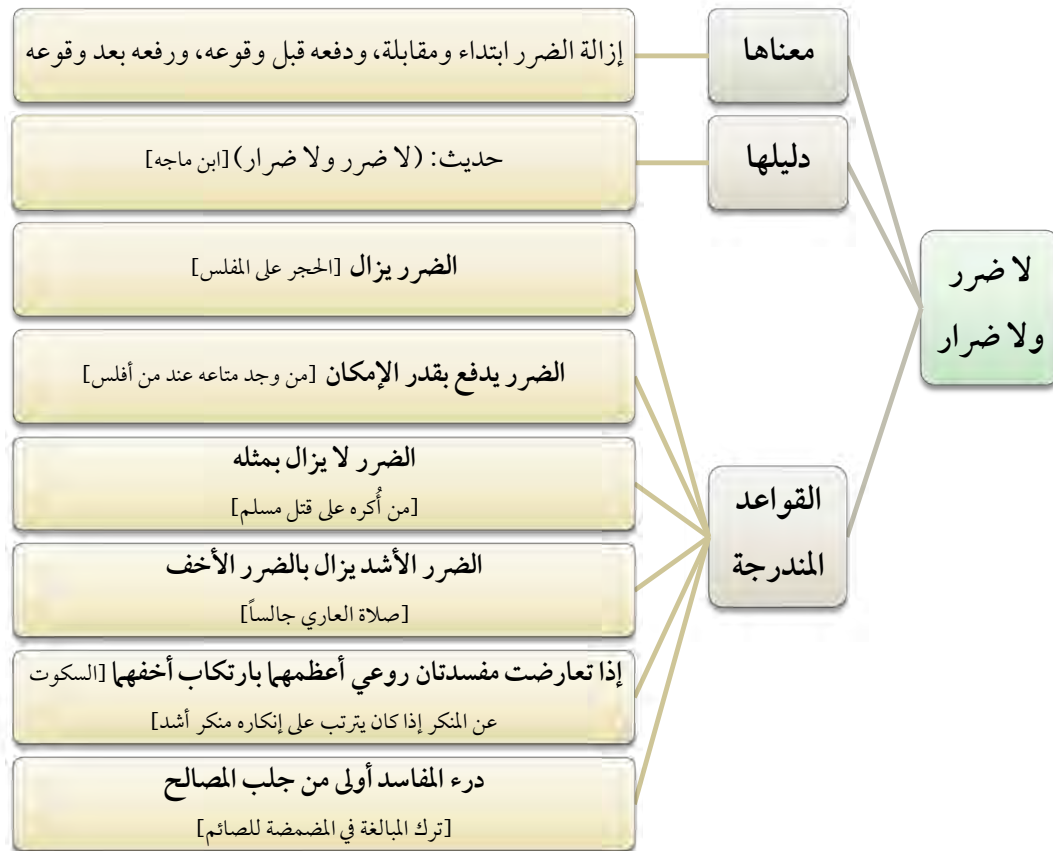 لا ضرر
ولا ضرار
معناها
إزالة الضرر ابتداء ومقابلة، ودفعه قبل وقوعه، ورفعه بعد وقوعه
دليلها
حديث: (لا ضرر ولا ضرار) [ابن ماجه]
القواعد
المندرجة
الضرر يزال [الحجر على المفلس]
الضرر يدفع بقدر الإمكان [من وجد متاعه عند من أفلس]
الضرر لا يزال بمثله
[من أُكره على قتل مسلم]
الضرر الأشد يزال بالضرر الأخف
[صلاة العاري جالساً]
إذا تعارضت مفسدتان روعي أعظمهما بارتكاب أخفهما [السكوت
عن المنكر إذا كان يترتب على إنكاره منكر أشد]
درء المفاسد أولى من جلب المصالح
[ترك المبالغة في المضمضة للصائم]